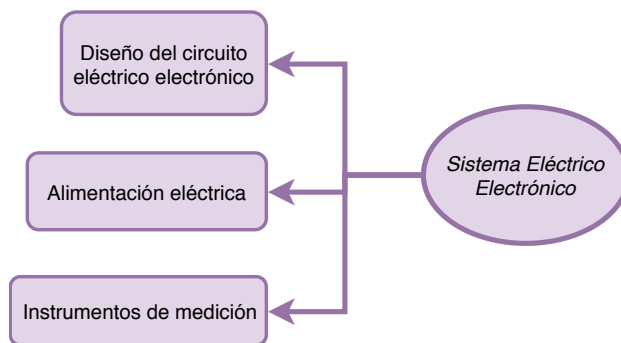 Diseño del circuito
eléctrico electrónico
Alimentación eléctrica
Instrumentos de medición
Sistema Eléctrico
Electrónico